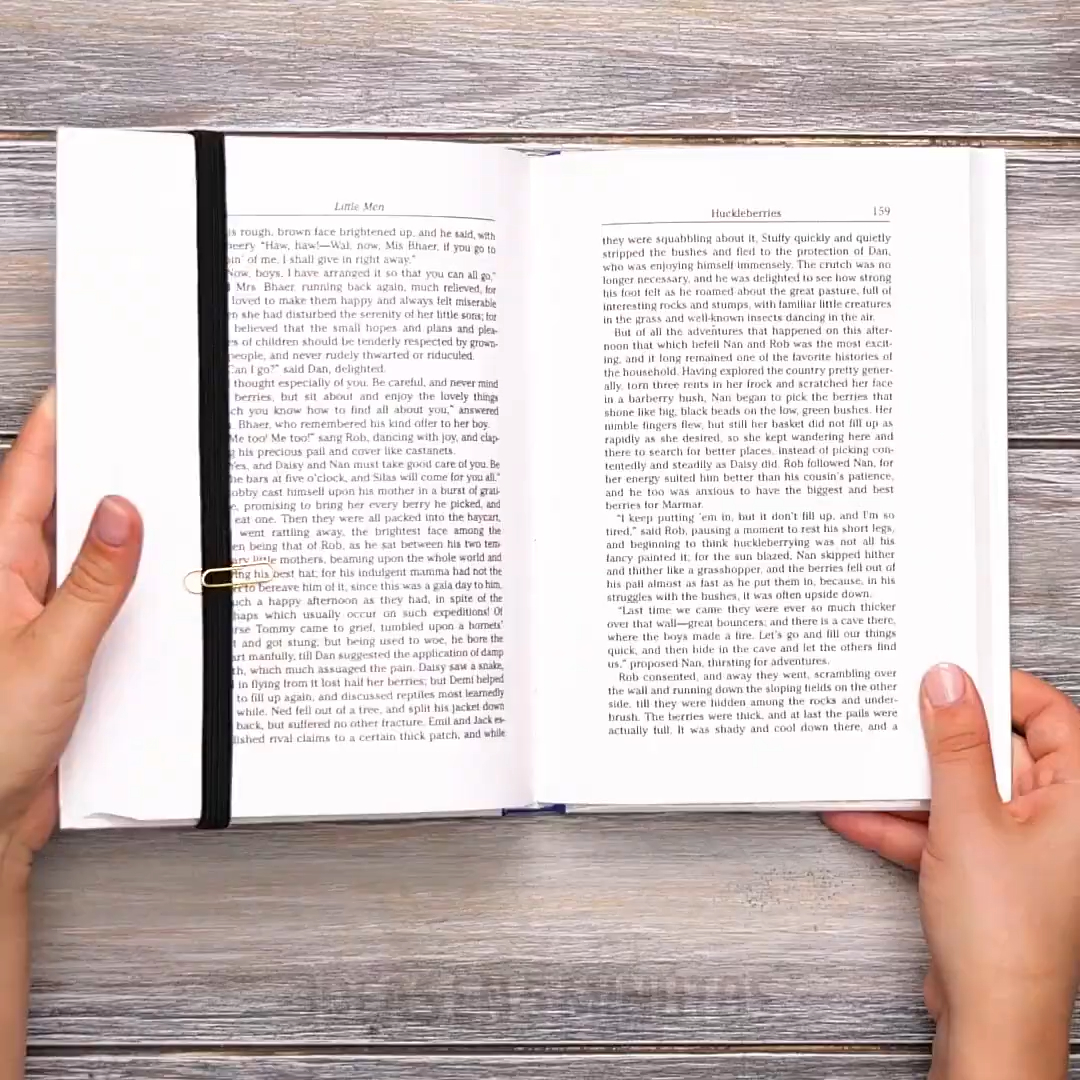 Little Men
is rough, brown face brightened up, and he said, with
eery "Haw, haw!—Wal, now, Mis Bhaer, if you go to
in' of me, I shall give in right away."
Now, boys, I have arranged it so that you can all go,"
Mrs Bhaer, running back again, much relieved, for
loved to make them happy and always felt miserable
n she had disturbed the serenity of her little sons; for
believed that the small hopes and plans and plea-
s of children should be tenderly respected by grown-
people, and never rudely thwarted or riduculed.
Can I go?" said Dan, delighted.
thought especially of you. Be careful, and never mind
berries, but sit about and enjoy the lovely things
ch you know how to find all about you," answered
. Bhaer, who remembered his kind offer to her boy.
Me too! Me too!" sang Rob, dancing with joy, and clap-
g his precious pail and cover like castanets.
Yes, and Daisy and Nan must take good care of you. Be
he bars at five o'clock, and Silas will come for you all."
obby cast himself upon his mother in a burst of grati-
e, promising to bring her every berry he picked, and
eat one. Then they were all packed into the haycart,
went rattling away, the brightest face among the
en being that of Rob, as he sat between his two tem-
ary little mothers, beaming upon the whole world and
ing his best hat; for his indulgent mamma had not the
rt to bereave him of it, since this was a gala day to him.
uch a happy afternoon as they had, in spite of the
haps which usually occur on such expeditions! Of
rse Tommy came to grief, tumbled upon a hornets'
t and got stung; but being used to woe, he bore the
art manfully, till Dan suggested the application of damp
th, which much assuaged the pain. Daisy saw a snake,
in flying from it lost half her berries; but Demi helped
to fill up again, and discussed reptiles most learnedly
while. Ned fell out of a tree, and split his jacket down
back, but suffered no other fracture. Emil and Jack es-
lished rival claims to a certain thick patch, and while
Huckleberries 159
they were squabbling about it, Stuffy quickly and quietly
stripped the bushes and fled to the protection of Dan,
who was enjoying himself immensely. The crutch was no
longer necessary, and he was delighted to see how strong
his foot felt as he roamed about the great pasture, full of
interesting rocks and stumps, with familiar little creatures
in the grass and well-known insects dancing in the air.
But of all the adventures that happened on this after-
noon that which befell Nan and Rob was the most excit-
ing, and it long remained one of the favorite histories of
the household. Having explored the country pretty gener-
ally, torn three rents in her frock and scratched her face
in a barberry bush, Nan began to pick the berries that
shone like big, black beads on the low, green bushes. Her
nimble fingers flew, but still her basket did not fill up as
rapidly as she desired, so she kept wandering here and
there to search for better places, instead of picking con-
tentedly and steadily as Daisy did. Rob followed Nan, for
her energy suited him better than his cousin's patience,
and he too was anxious to have the biggest and best
berries for Marmar.
"I keep putting 'em in, but it don't fill up, and I'm so
tired," said Rob, pausing a moment to rest his short legs,
and beginning to think huckleberrying was not all his
fancy painted it; for the sun blazed, Nan skipped hither
and thither like a grasshopper, and the berries fell out of
his pail almost as fast as he put them in, because, in his
struggles with the bushes, it was often upside down.
"Last time we came they were ever so much thicker
over that wall—great bouncers; and there is a cave there,
where the boys made a fire. Let's go and fill our things
quick, and then hide in the cave and let the others find
us," proposed Nan, thirsting for adventures.
Rob consented, and away they went, scrambling over
the wall and running down the sloping fields on the other
side, till they were hidden among the rocks and under-
brush. The berries were thick, and at last the pails were
actually full. It was shady and cool down there, and a